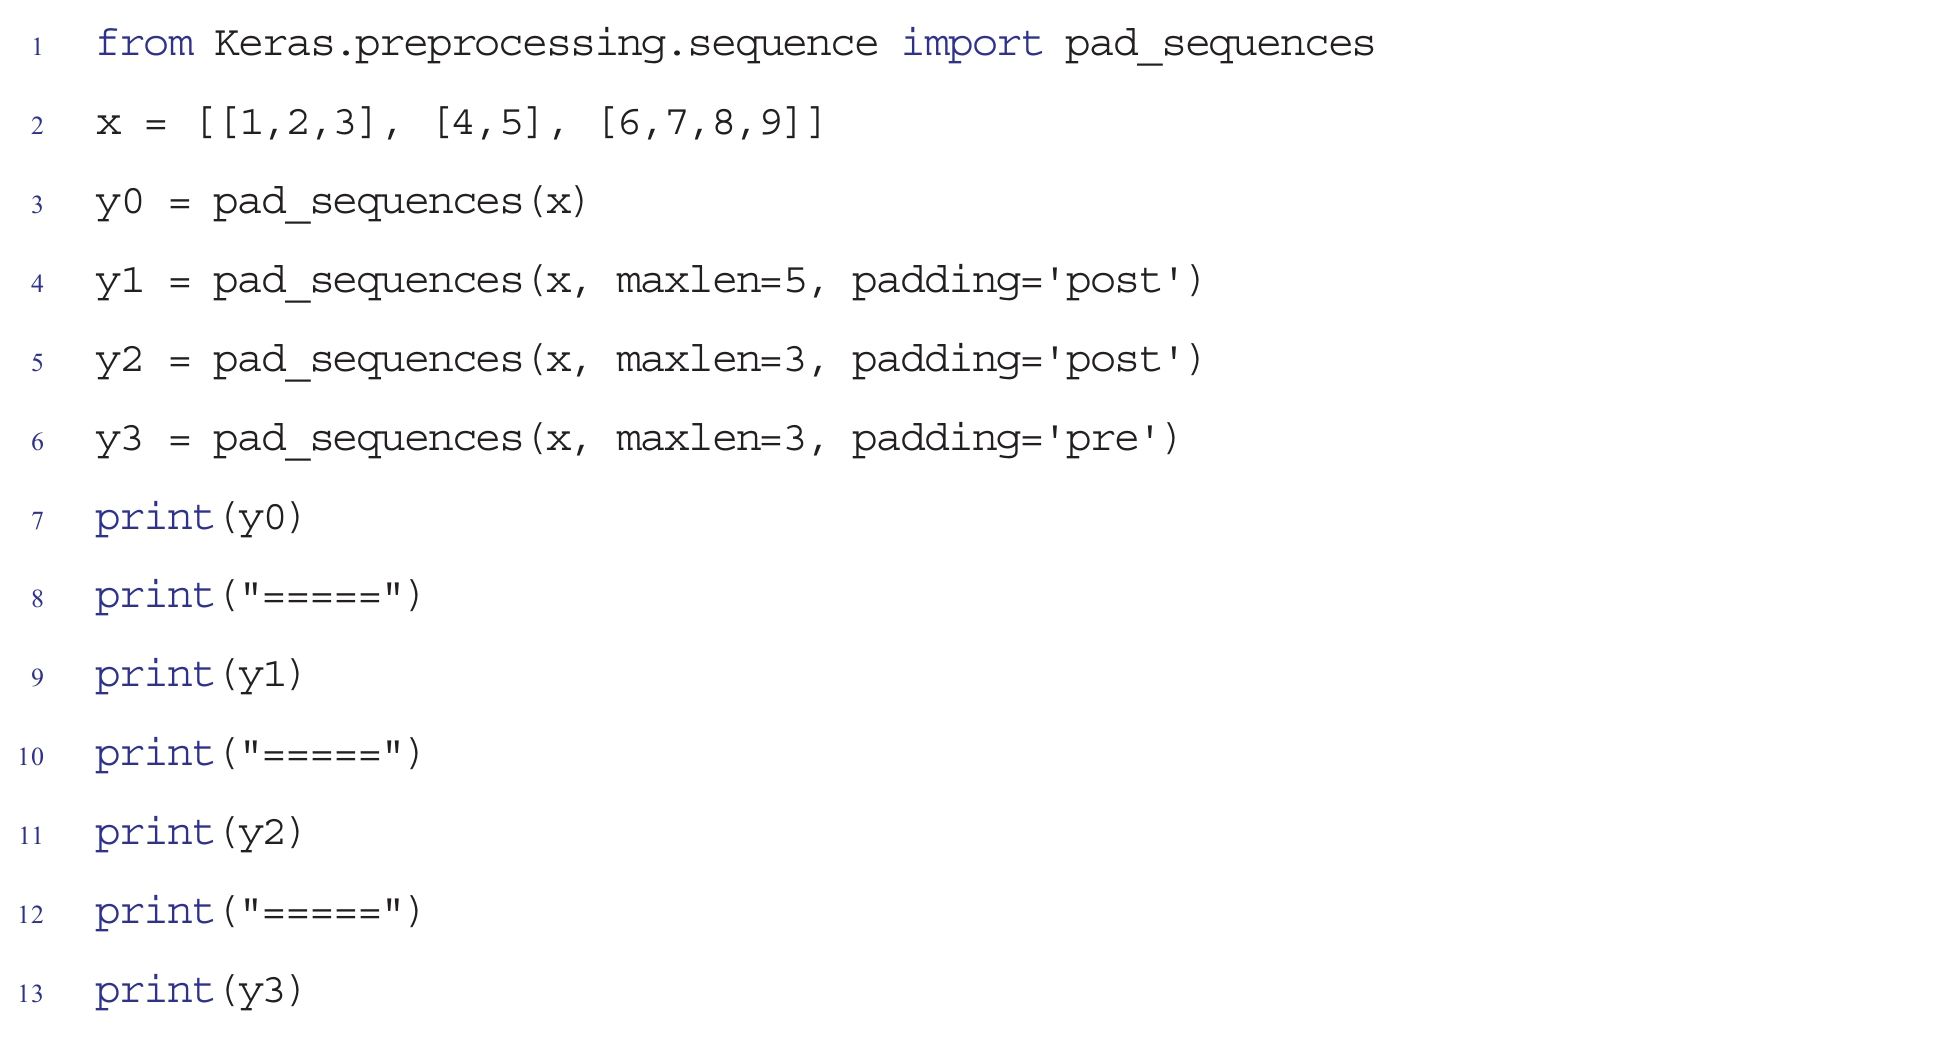 1 from Keras.preprocessing.sequence import pad_sequences
2 x = [[1,2,3], [4,5], [6,7,8,9]]
3 y0 = pad_sequences(x)
4 y1 = pad_sequences(x, maxlen=5, padding='post')
5 y2 = pad_sequences(x, maxlen=3, padding='post')
6 y3 = pad_sequences(x, maxlen=3, padding='pre')
7 print(y0)
8 print("=====")
9 print(y1)
10 print("=====")
11 print(y2)
12 print("=====")
13 print(y3)